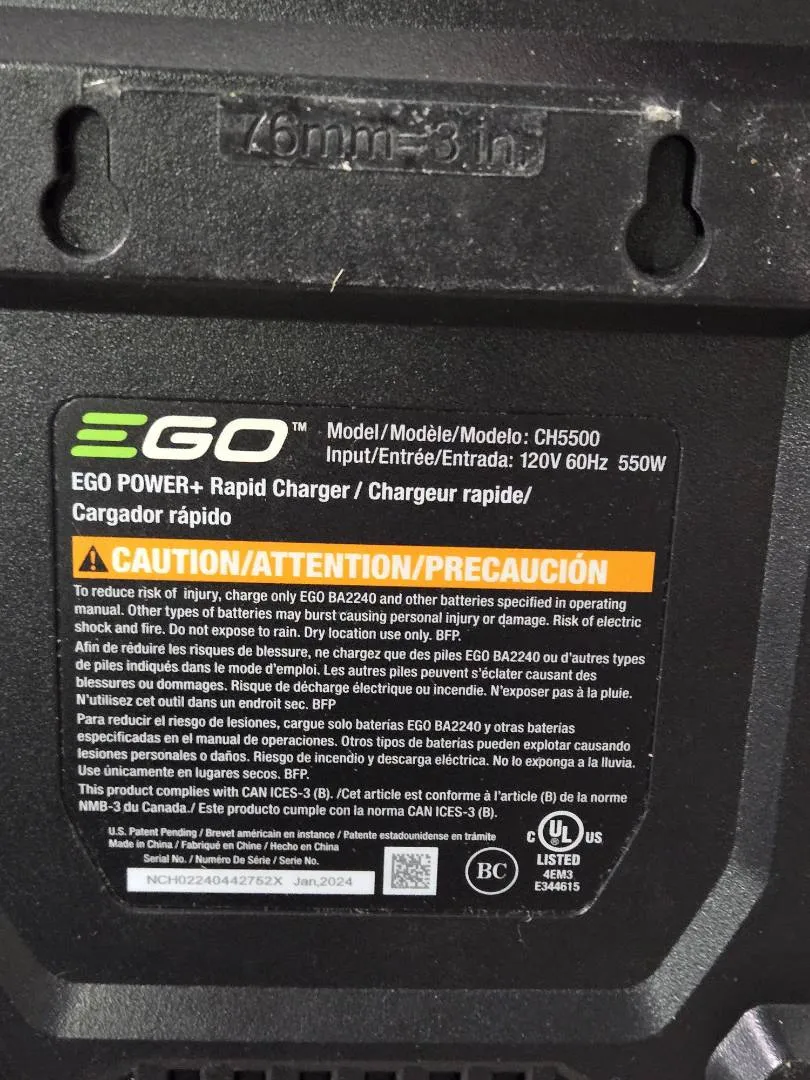 76mm=3 in.
EGO™
Model/Modèle/Modelo: CH5500
Input/Entrée/Entrada: 120V 60Hz 550W
EGO POWER+ Rapid Charger / Chargeur rapide/
Cargador rápido
CAUTION/ATTENTION/PRECAUCIÓN
To reduce risk of injury, charge only EGO BA2240 and other batteries specified in operating
manual. Other types of batteries may burst causing personal injury or damage. Risk of electric
shock and fire. Do not expose to rain. Dry location use only. BFP.
Afin de réduire les risques de blessure, ne chargez que des piles EGO BA2240 ou d'autres types
de piles indiqués dans le mode d'emploi. Les autres piles peuvent s'éclater causant des
blessures ou dommages. Risque de décharge électrique ou incendie. N'exposer pas à la pluie.
N'utilisez cet outil dans un endroit sec. BFP
Para reducir el riesgo de lesiones, cargue solo baterías EGO BA2240 y otras baterías
especificadas en el manual de operaciones. Otros tipos de baterías pueden explotar causando
lesiones personales o daños. Riesgo de incendio y descarga eléctrica. No lo exponga a la lluvia.
Use únicamente en lugares secos. BFP.
This product complies with CAN ICES-3 (B). /Cet article est conforme à l'article (B) de la norme
NMB-3 du Canada./ Este producto cumple con la norma CAN ICES-3 (B).
U.S. Patent Pending / Brevet américain en instance / Patente estadounidense en trámite
Made in China / Fabriqué en Chine / Hecho en China
Serial No. / Numéro De Série / Serie No.
NCH02240442752X Jan,2024
BC
C UL ® US
LISTED
4EM3
E344615